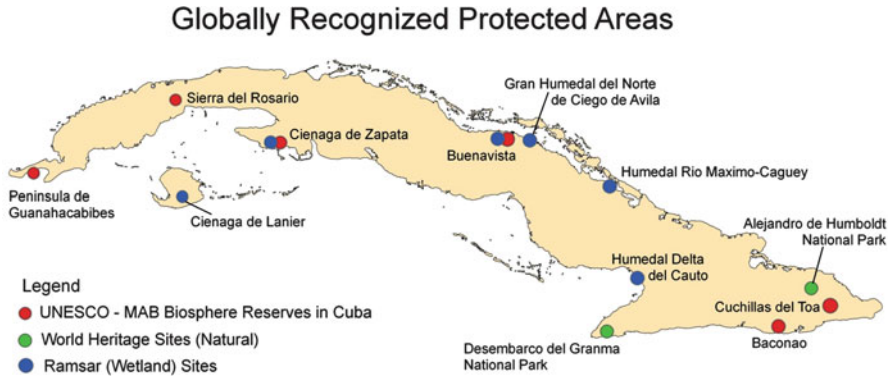 Globally Recognized Protected Areas
Sierra del Rosario
Cienaga de Zapata
Gran Humedal del Norte
de Ciego de Avila
Buenavista
Peninsula de
Guanahacabibes
Cienaga de Lanier
Humedal Rio Maximo-Caguey
Alejandro de Humboldt
National Park
Humedal Delta
del Cauto
Cuchillas del Toa
Baconao
Desembarco del Granma
National Park
Legend
UNESCO - MAB Biosphere Reserves in Cuba
World Heritage Sites (Natural)
Ramsar (Wetland) Sites